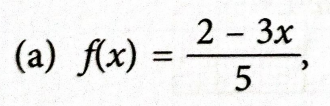 (a) f(x) = (2 - 3x)/5,